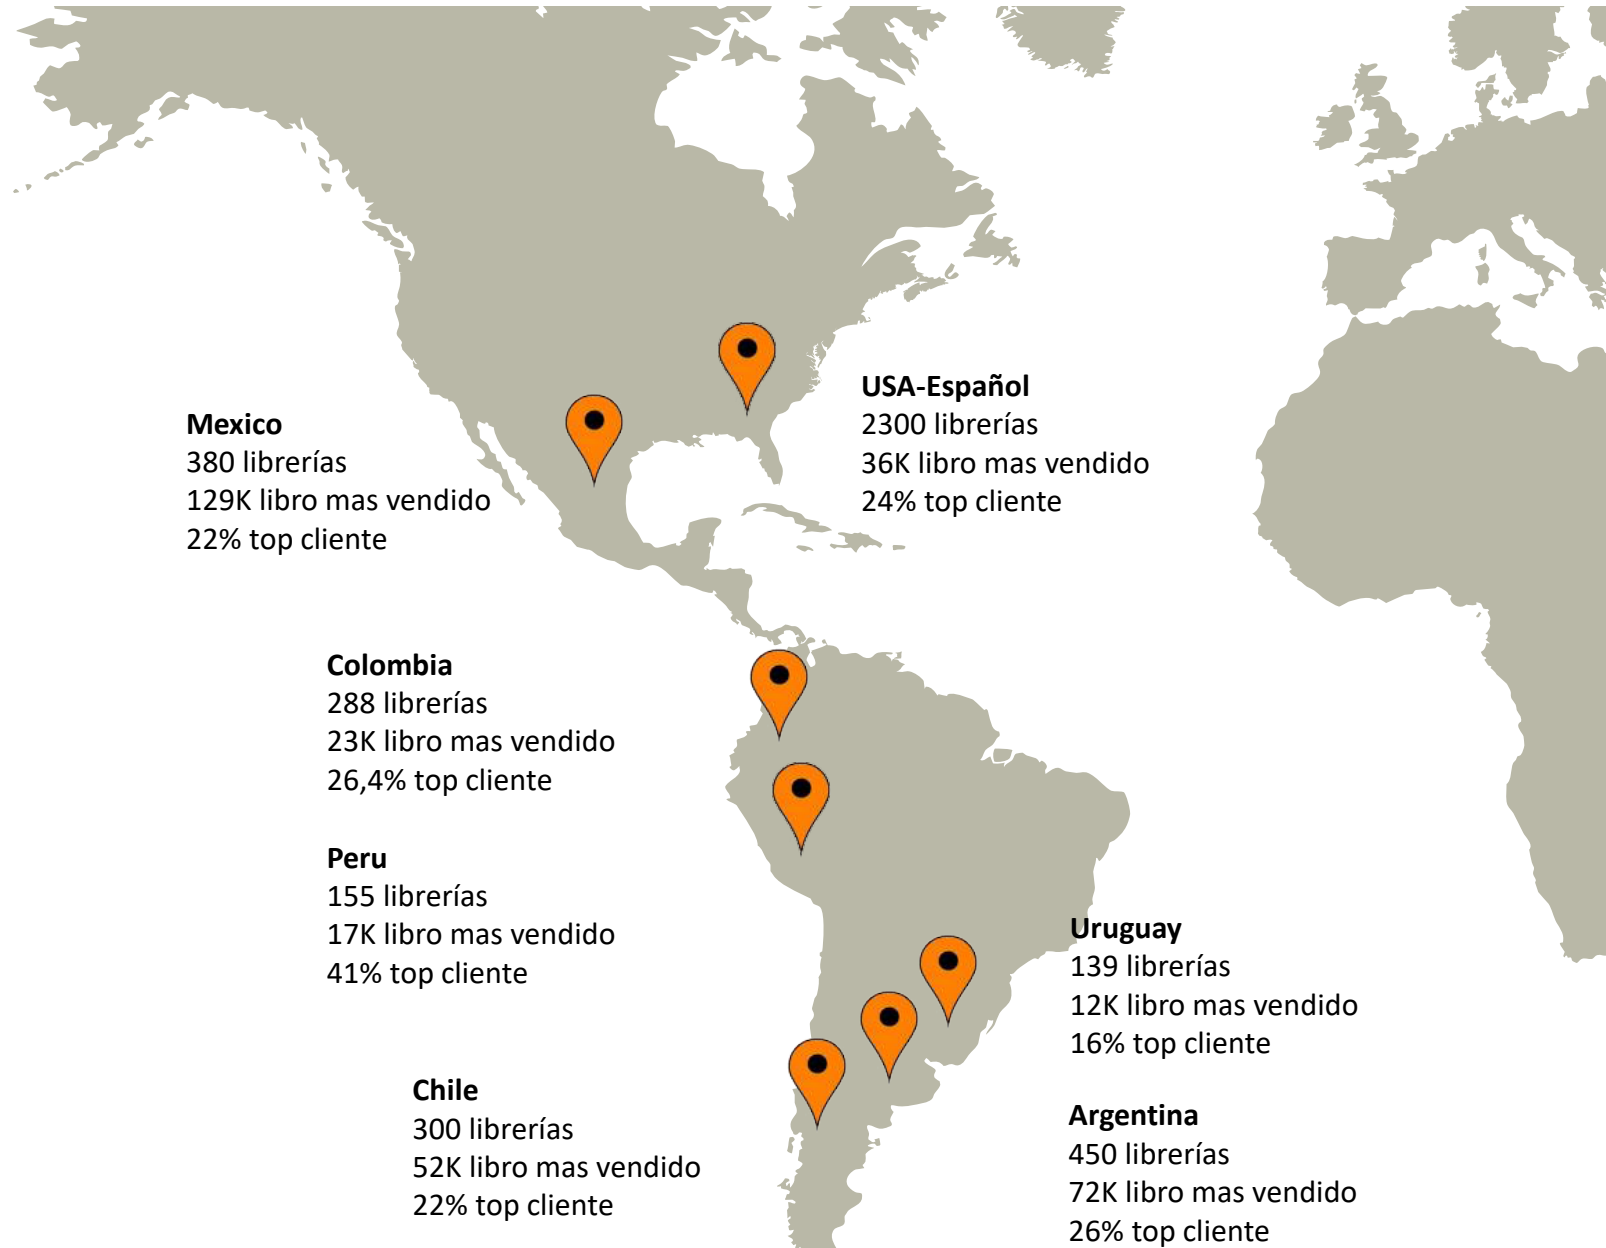 USA-Español
2300 librerías
36K libro mas vendido
24% top cliente
Mexico
380 librerías
129K libro mas vendido
22% top cliente
Colombia
288 librerías
23K libro mas vendido
26,4% top cliente
Peru
155 librerías
17K libro mas vendido
41% top cliente
Uruguay
139 librerías
12K libro mas vendido
16% top cliente
Chile
300 librerías
52K libro mas vendido
22% top cliente
Argentina
450 librerías
72K libro mas vendido
26% top cliente